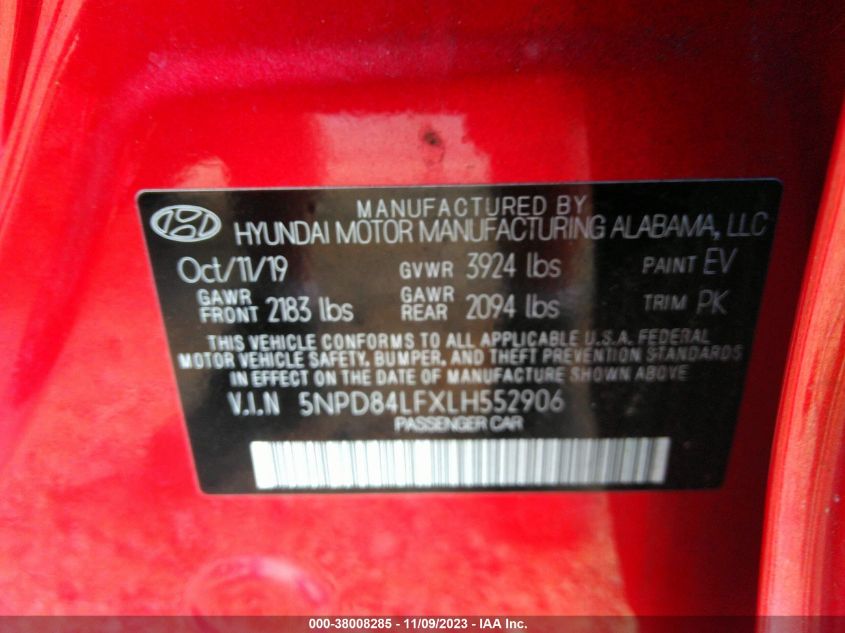 MANUFACTURED BY
HYUNDAI MOTOR MANUFACTURING ALABAMA, LLC
Oct/11/19 GVWR 3924 lbs PAINT EV
GAWR FRONT 2183 lbs GAWR REAR 2094 lbs TRIM PK
THIS VEHICLE CONFORMS TO ALL APPLICABLE U.S.A. FEDERAL
MOTOR VEHICLE SAFETY, BUMPER, AND THEFT PREVENTION STANDARDS
IN EFFECT ON THE DATE OF MANUFACTURE SHOWN ABOVE
V.I.N 5NPD84LFXLH552906
PASSENGER CAR
000-38008285 - 11/09/2023 - IAA Inc.